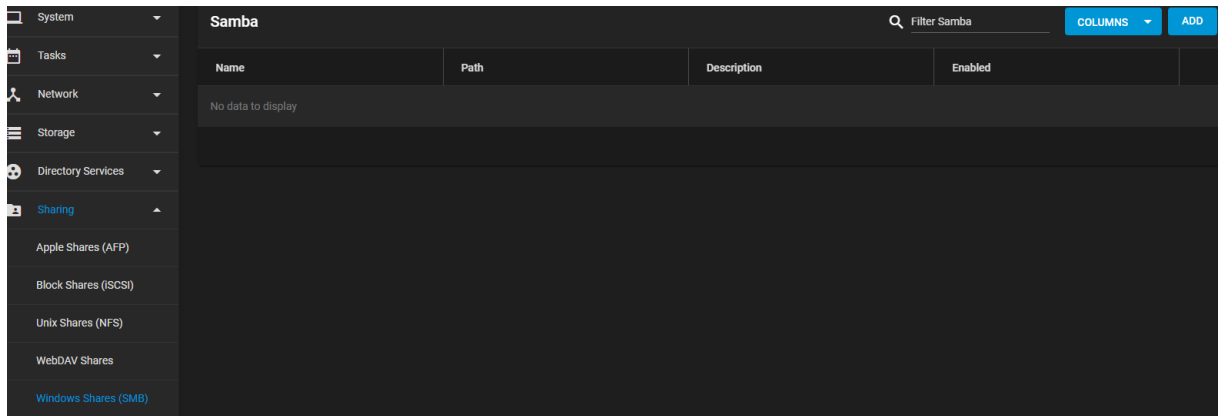 System
Tasks
Network
Storage
Directory Services
Sharing
Apple Shares (AFP)
Block Shares (iSCSI)
Unix Shares (NFS)
WebDAV Shares
Windows Shares (SMB)
Samba
Filter Samba
COLUMNS
ADD
Name Path Description Enabled
No data to display